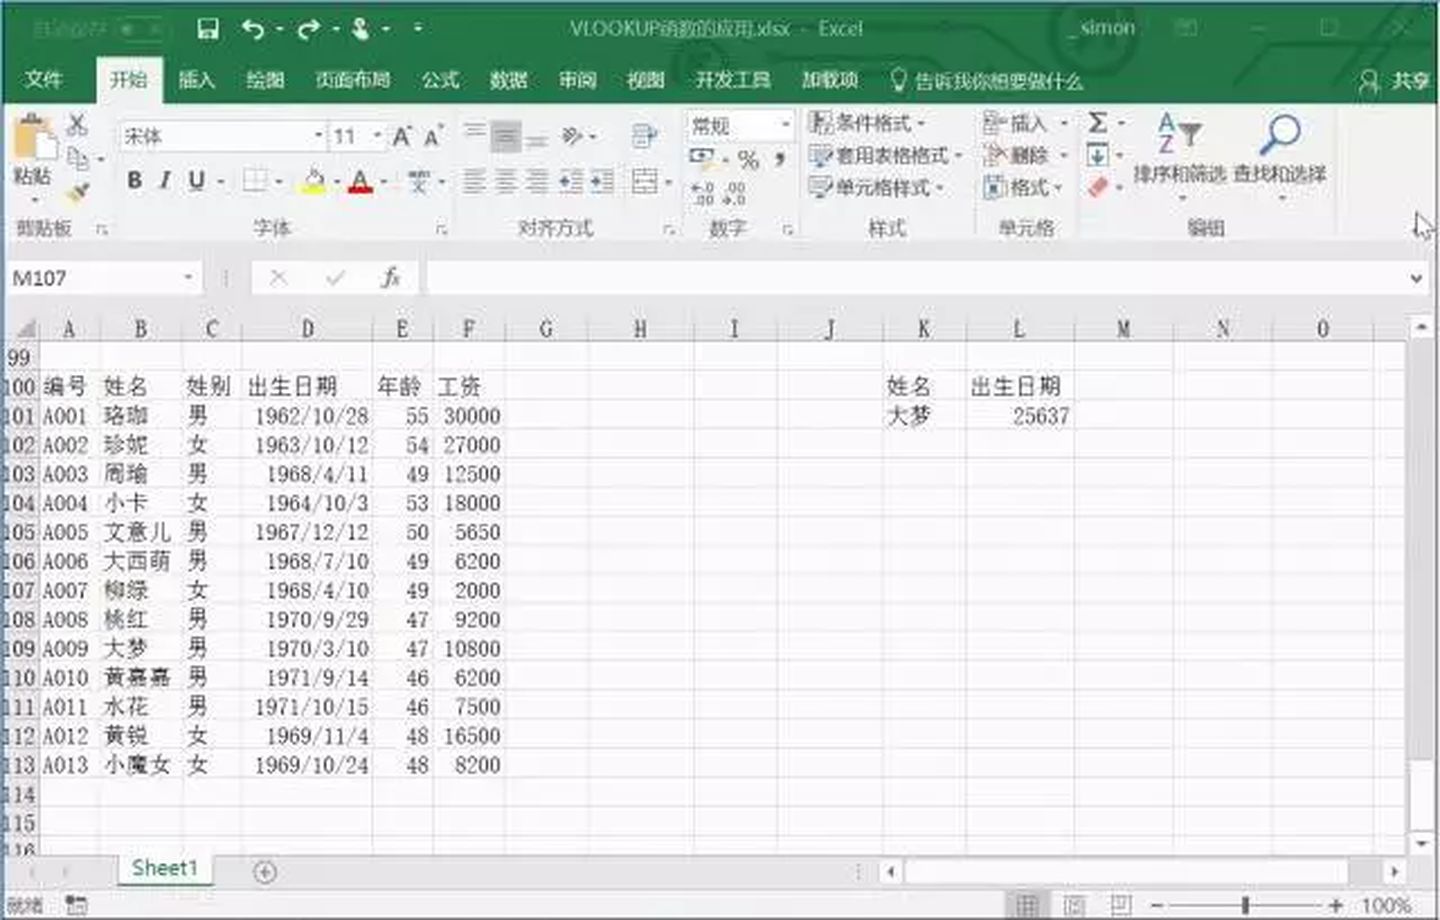 VLOOKUP函数的应用.xlsx - Excel
_simon
文件 开始 插入 绘图 页面布局 公式 数据 审阅 视图 开发工具 加载项 告诉我你想要做什么 共享
宋体 11 常规 条件格式 插入
粘贴 套用表格格式 删除 排序和筛选 查找和选择
B I U A % 单元格样式 格式
剪贴板 字体 对齐方式 数字 样式 单元格 编辑
M107 fx
A B C D E F G H I J K L M N O
99
100 编号 姓名 姓别 出生日期 年龄 工资 姓名 出生日期
101 A001 珞珈 男 1962/10/28 55 30000 大梦 25637
102 A002 珍妮 女 1963/10/12 54 27000
103 A003 周瑜 男 1968/4/11 49 12500
104 A004 小卡 女 1964/10/3 53 18000
105 A005 文意儿 男 1967/12/12 50 5650
106 A006 大西萌 男 1968/7/10 49 6200
107 A007 柳绿 女 1968/4/10 49 2000
108 A008 桃红 男 1970/9/29 47 9200
109 A009 大梦 男 1970/3/10 47 10800
110 A010 黄嘉嘉 男 1971/9/14 46 6200
111 A011 水花 男 1971/10/15 46 7500
112 A012 黄锐 女 1969/11/4 48 16500
113 A013 小魔女 女 1969/10/24 48 8200
114
115
116
Sheet1
就绪 100%